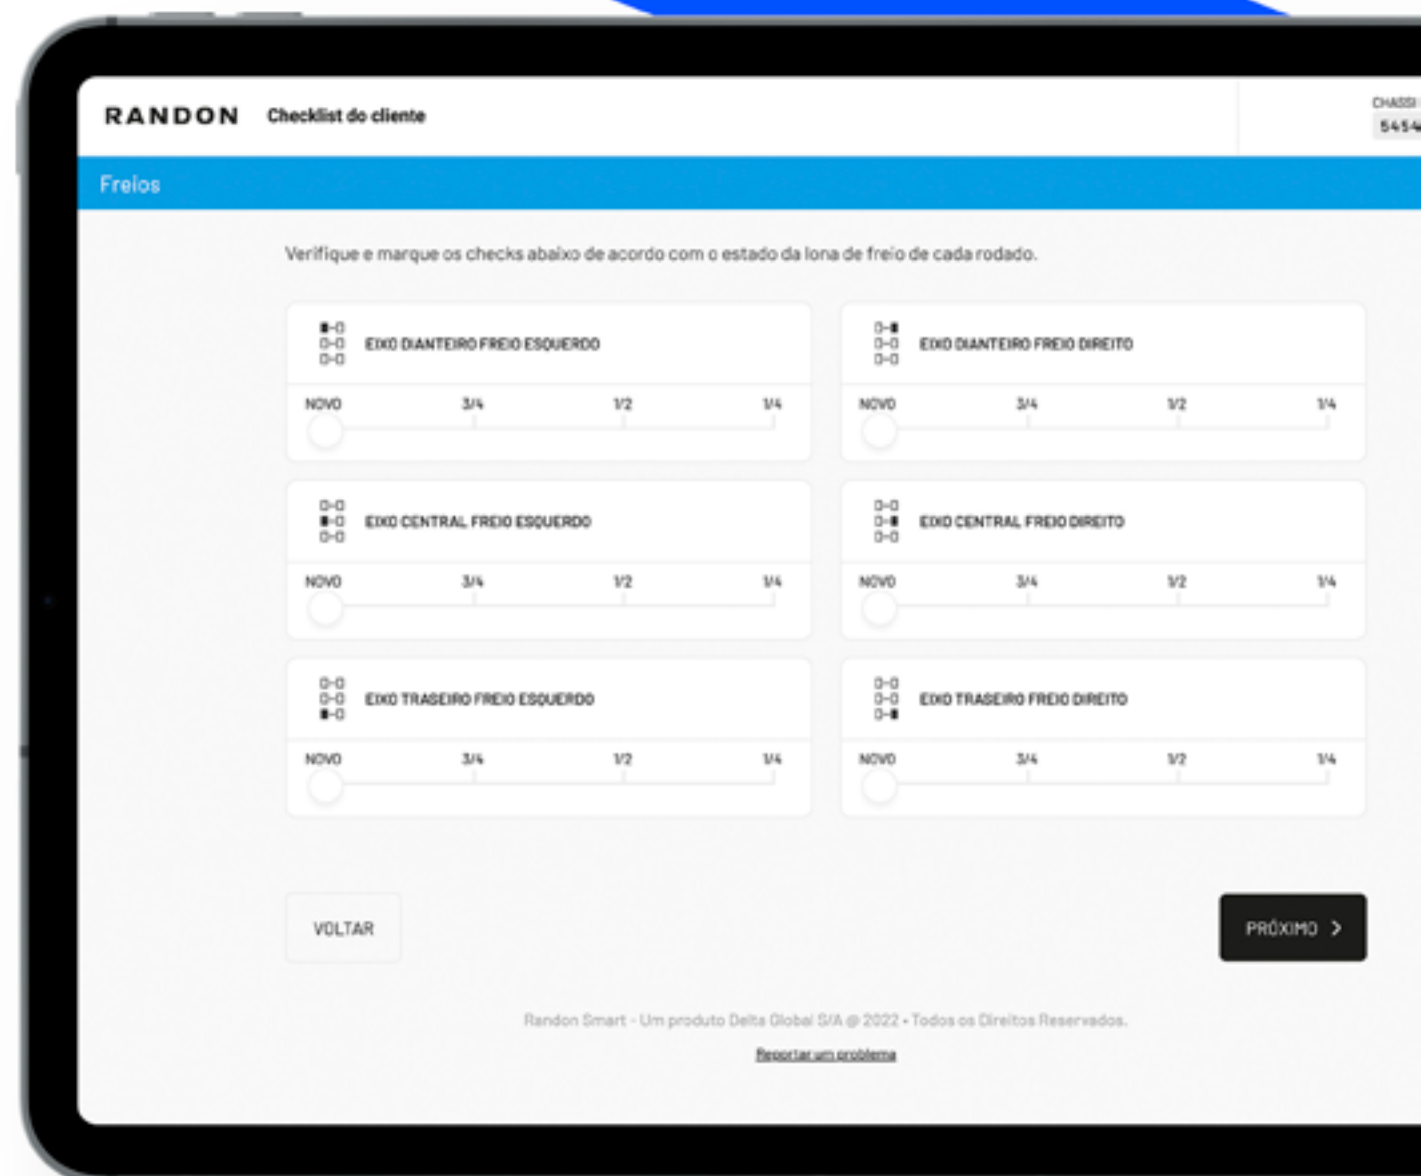 RANDON Checklist do cliente
CHASSI
Freios
Verifique e marque os checks abaixo de acordo com o estado da lona de freio de cada rodado.
EIXO DIANTEIRO FREIO ESQUERDO
NOVO 3/4 1/2 1/4
EIXO DIANTEIRO FREIO DIREITO
NOVO 3/4 1/2 1/4
EIXO CENTRAL FREIO ESQUERDO
NOVO 3/4 1/2 1/4
EIXO CENTRAL FREIO DIREITO
NOVO 3/4 1/2 1/4
EIXO TRASEIRO FREIO ESQUERDO
NOVO 3/4 1/2 1/4
EIXO TRASEIRO FREIO DIREITO
NOVO 3/4 1/2 1/4
VOLTAR
PRÓXIMO
Randon Smart - Um produto Delta Global S/A @ 2022 • Todos os Direitos Reservados.
Reportar um problema